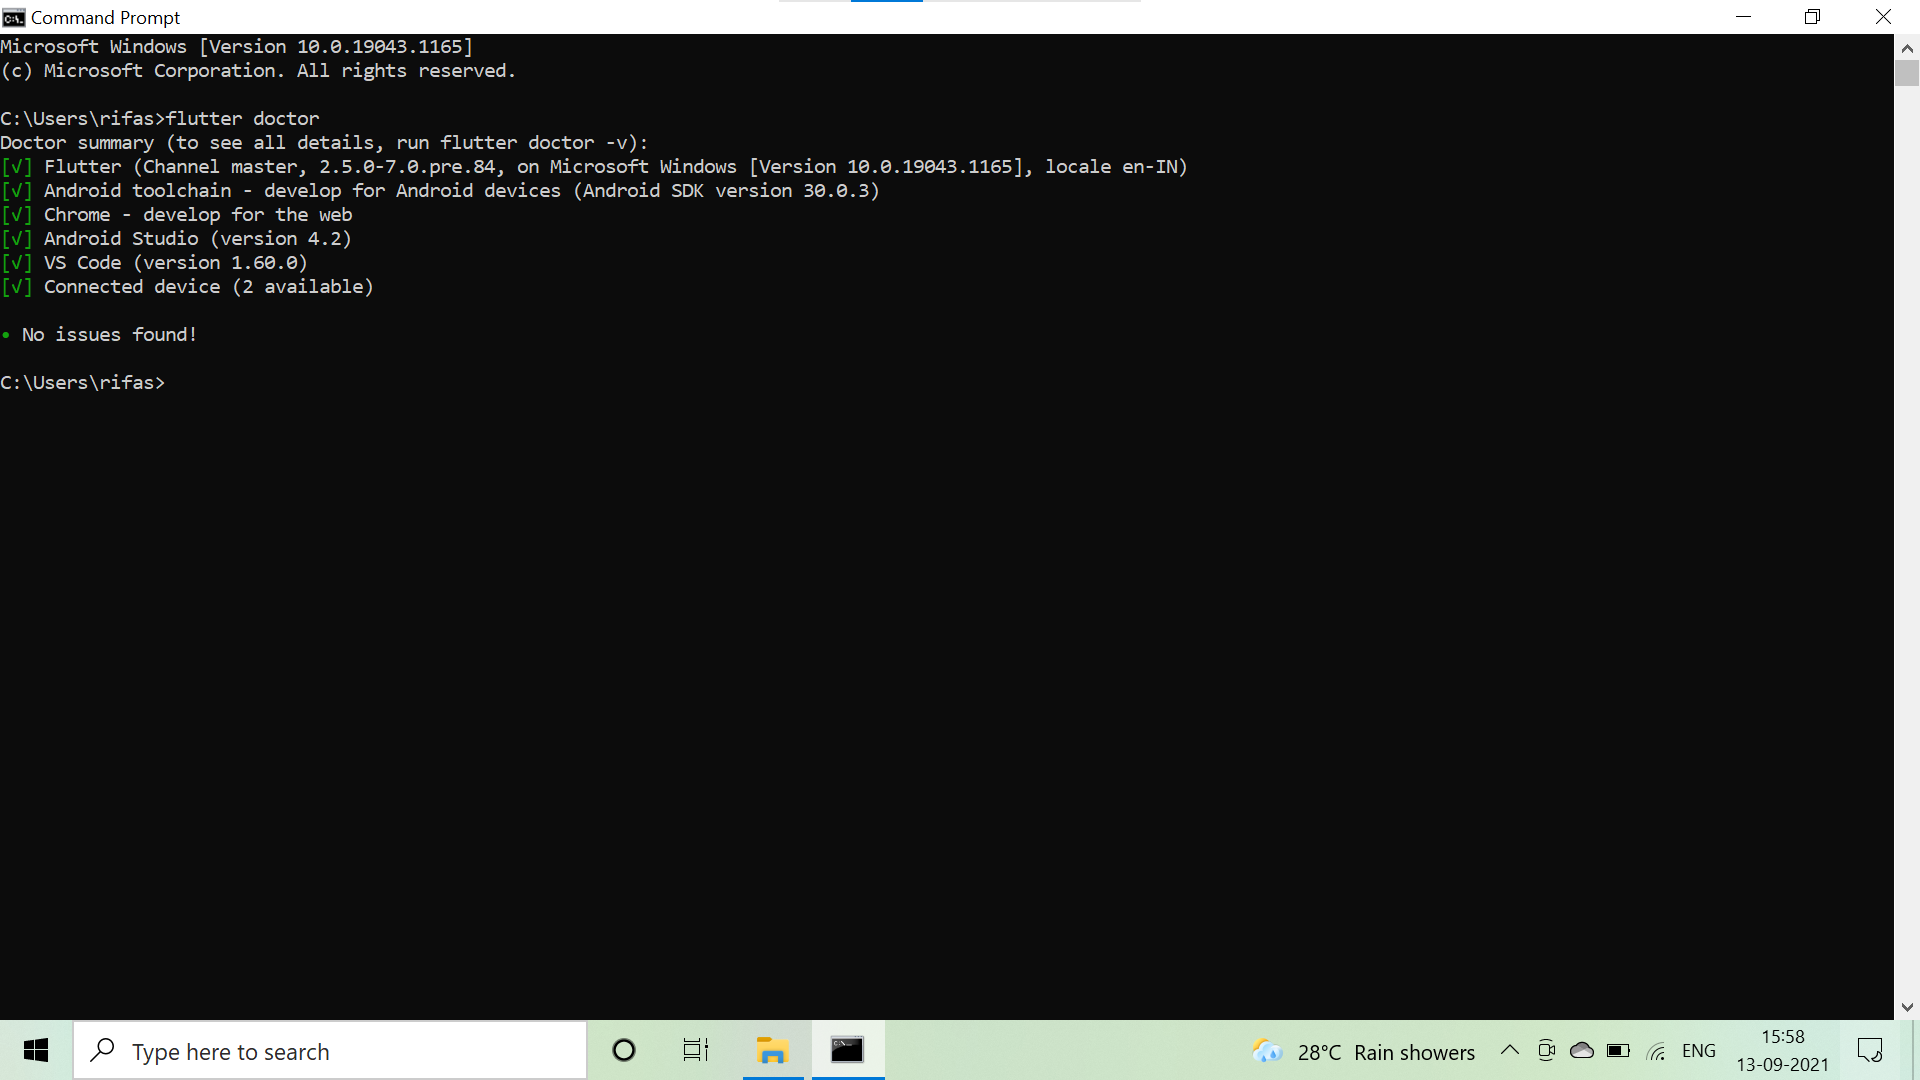 Command Prompt
Microsoft Windows [Version 10.0.19043.1165]
(c) Microsoft Corporation. All rights reserved.
C:\Users\rifas>flutter doctor
Doctor summary (to see all details, run flutter doctor -v):
[√] Flutter (Channel master, 2.5.0-7.0.pre.84, on Microsoft Windows [Version 10.0.19043.1165], locale en-IN)
[√] Android toolchain - develop for Android devices (Android SDK version 30.0.3)
[√] Chrome - develop for the web
[√] Android Studio (version 4.2)
[√] VS Code (version 1.60.0)
[√] Connected device (2 available)
• No issues found!
C:\Users\rifas>
Type here to search
28°C Rain showers
ENG
15:58
13-09-2021